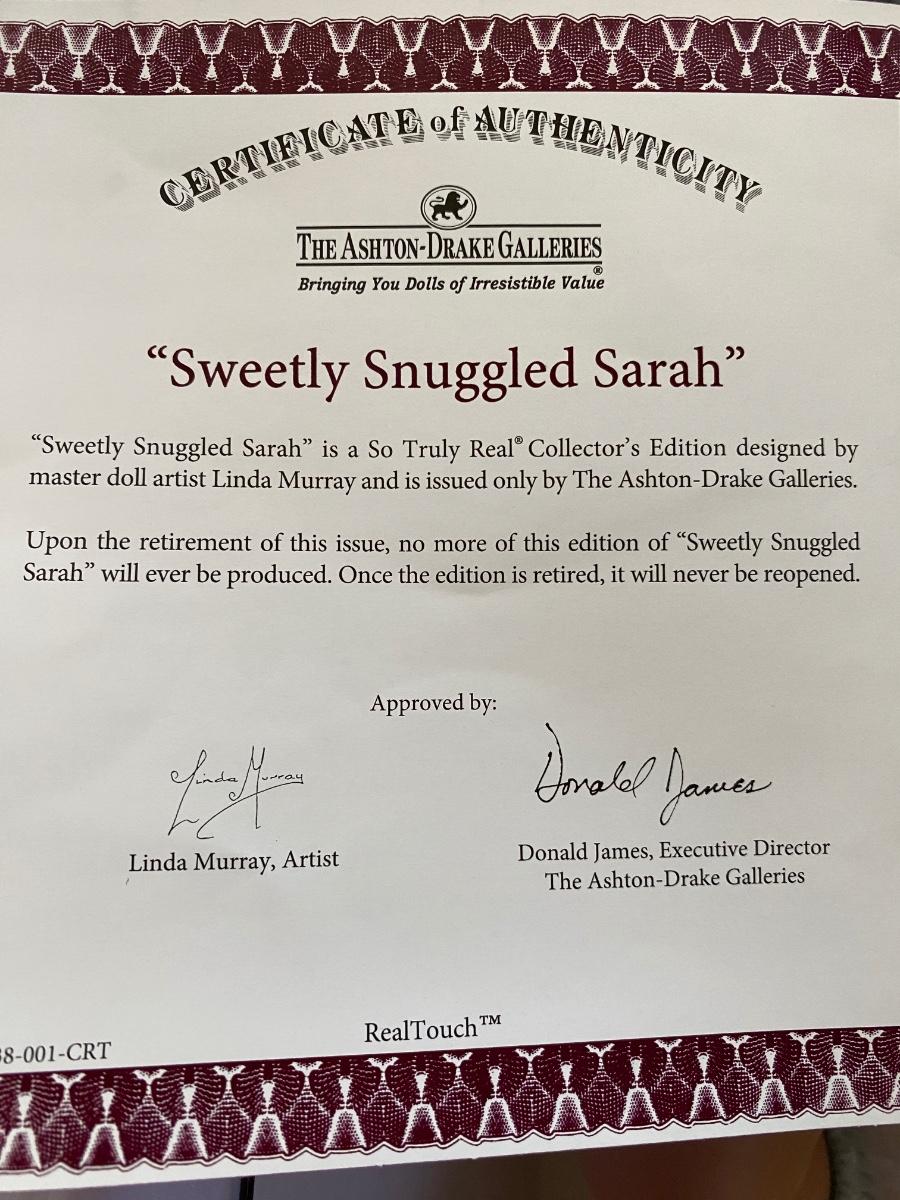 CERTIFICATE of AUTHENTICITY
THE ASHTON-DRAKE GALLERIES
Bringing You Dolls of Irresistible Value®
“Sweetly Snuggled Sarah”
“Sweetly Snuggled Sarah” is a So Truly Real® Collector’s Edition designed by
master doll artist Linda Murray and is issued only by The Ashton-Drake Galleries.
Upon the retirement of this issue, no more of this edition of “Sweetly Snuggled
Sarah” will ever be produced. Once the edition is retired, it will never be reopened.
Approved by:
Linda Murray
Donald James
Linda Murray, Artist
Donald James, Executive Director
The Ashton-Drake Galleries
RealTouch™
8-001-CRT